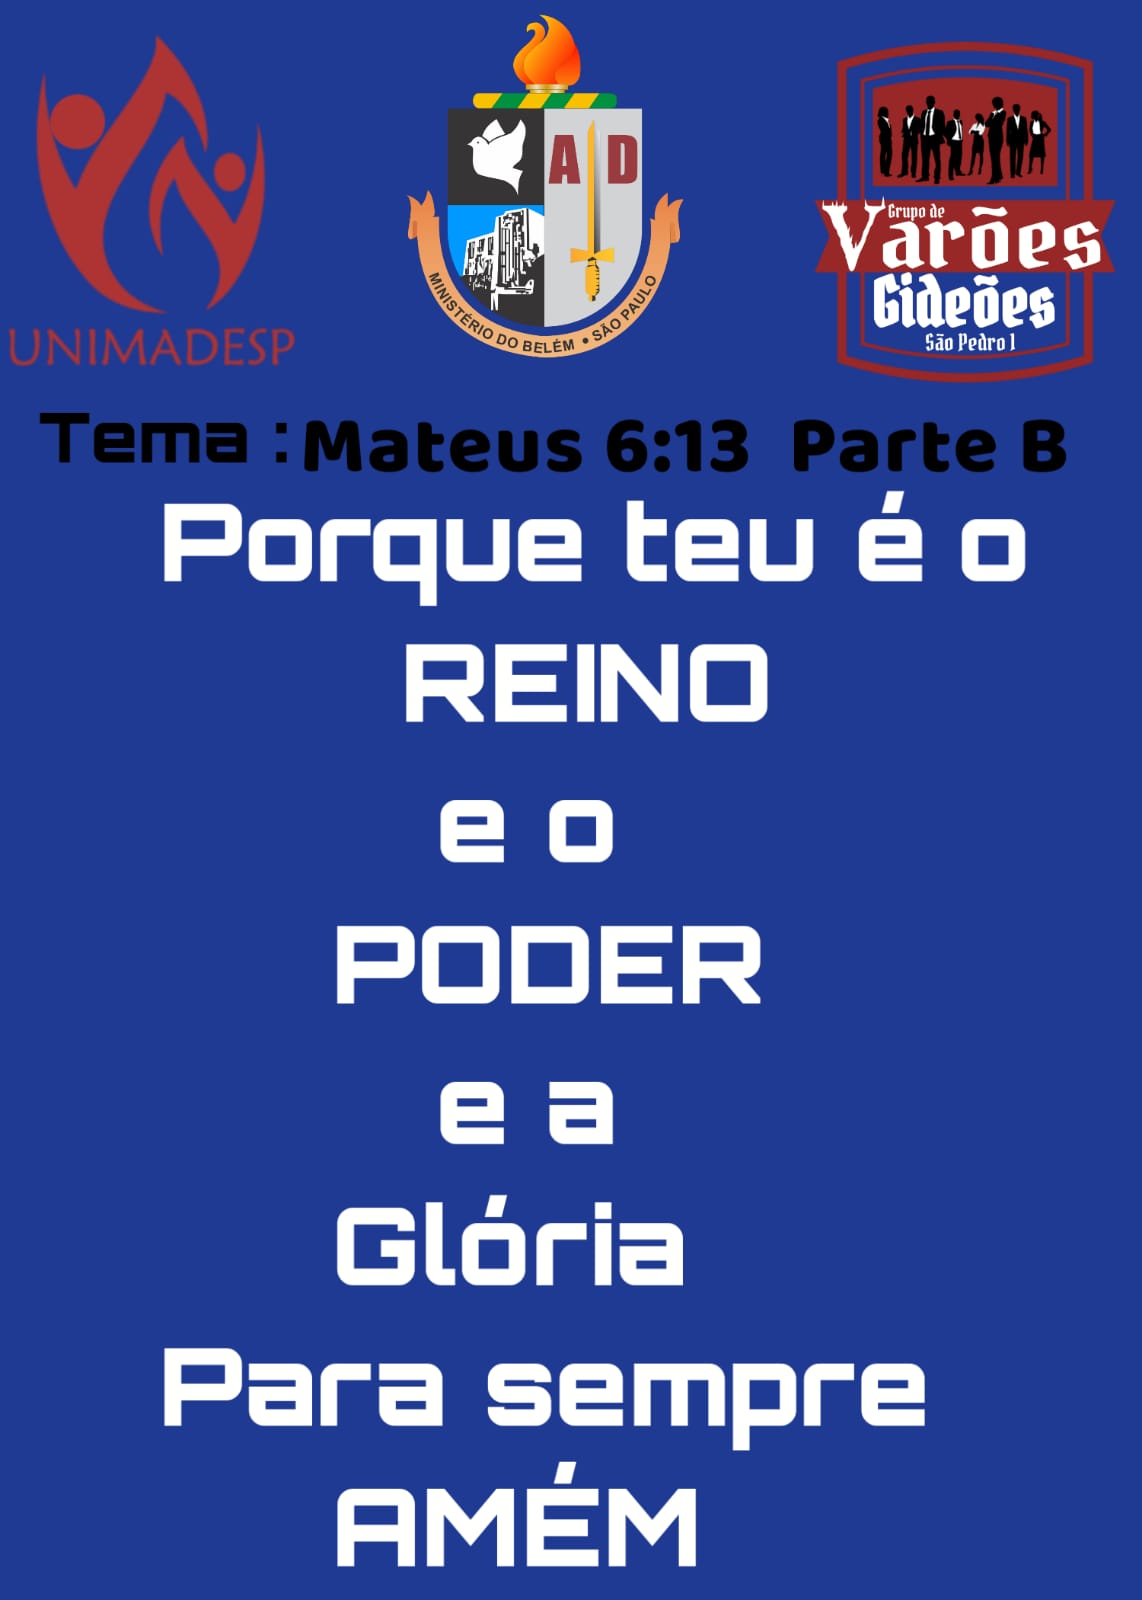 UNIMADESP
A D
MINISTÉRIO DO BELÉM • SÃO PAULO
Grupo de
Varões
Gideões
São Pedro I
Tema : Mateus 6:13 Parte B
Porque teu é o
REINO
e o
PODER
e a
Glória
Para sempre
AMÉM